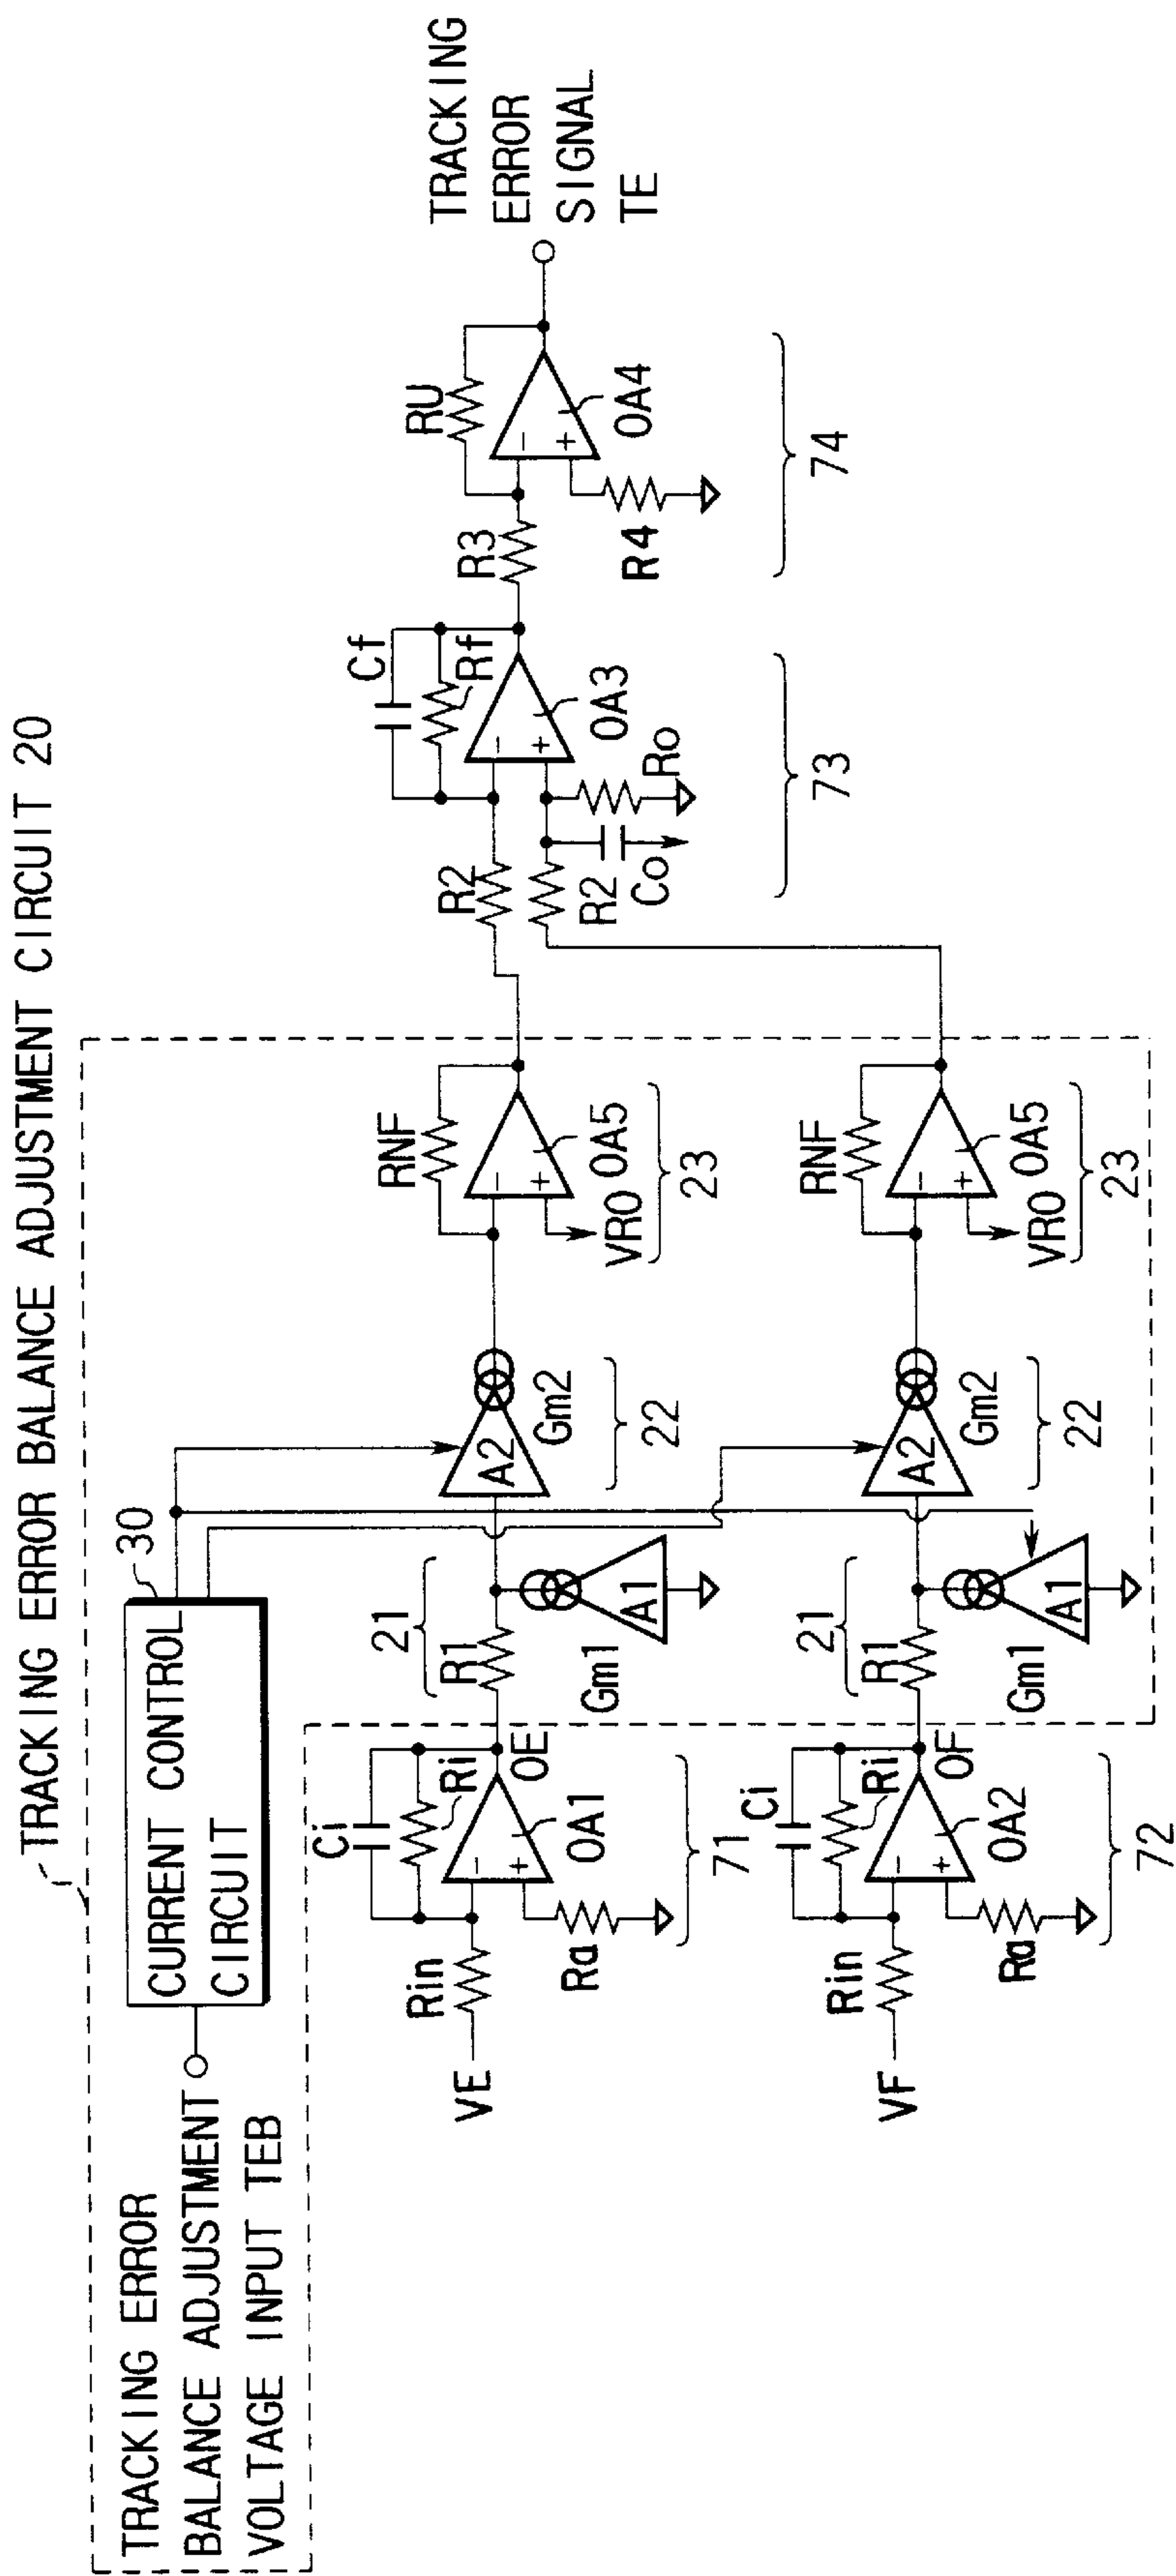 TRACKING ERROR BALANCE ADJUSTMENT CIRCUIT 20
TRACKING ERROR
BALANCE ADJUSTMENT
VOLTAGE INPUT TEB
CURRENT CONTROL
CIRCUIT
30
VE
Rin
Ci
Ri
Ra
OA1
OE
71
21
R1
Gm1
A1
A2
Gm2
22
RNF
OA5
VRO
23
R2
Cf
Rf
OA3
R2
Co
Ro
73
R3
RU
OA4
R4
74
TRACKING
ERROR
SIGNAL
TE
VF
Rin
Ci
Ri
Ra
OA2
OF
72
21
R1
Gm1
A1
A2
Gm2
22
RNF
OA5
VRO
23